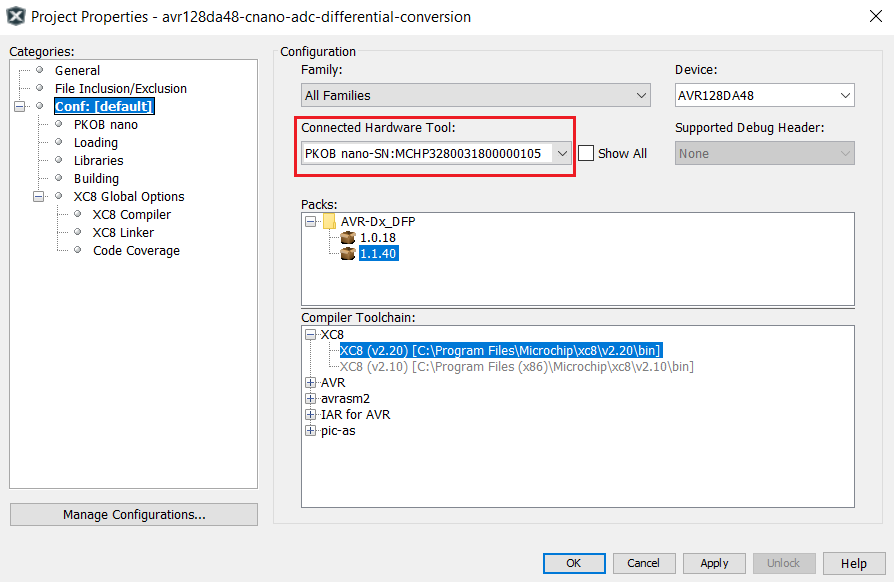 Project Properties - avr128da48-cnano-adc-differential-conversion
Categories:
General
File Inclusion/Exclusion
Conf: [default]
PKOB nano
Loading
Libraries
Building
XC8 Global Options
XC8 Compiler
XC8 Linker
Code Coverage
Manage Configurations...
Configuration
Family:
All Families
Device:
AVR128DA48
Connected Hardware Tool:
PKOB nano-SN:MCHP3280031800000105
Show All
Supported Debug Header:
None
Packs:
AVR-Dx_DFP
1.0.18
1.1.40
Compiler Toolchain:
XC8
XC8 (v2.20) [C:\Program Files\Microchip\xc8\v2.20\bin]
XC8 (v2.10) [C:\Program Files (x86)\Microchip\xc8\v2.10\bin]
AVR
avrasm2
IAR for AVR
pic-as
OK
Cancel
Apply
Unlock
Help